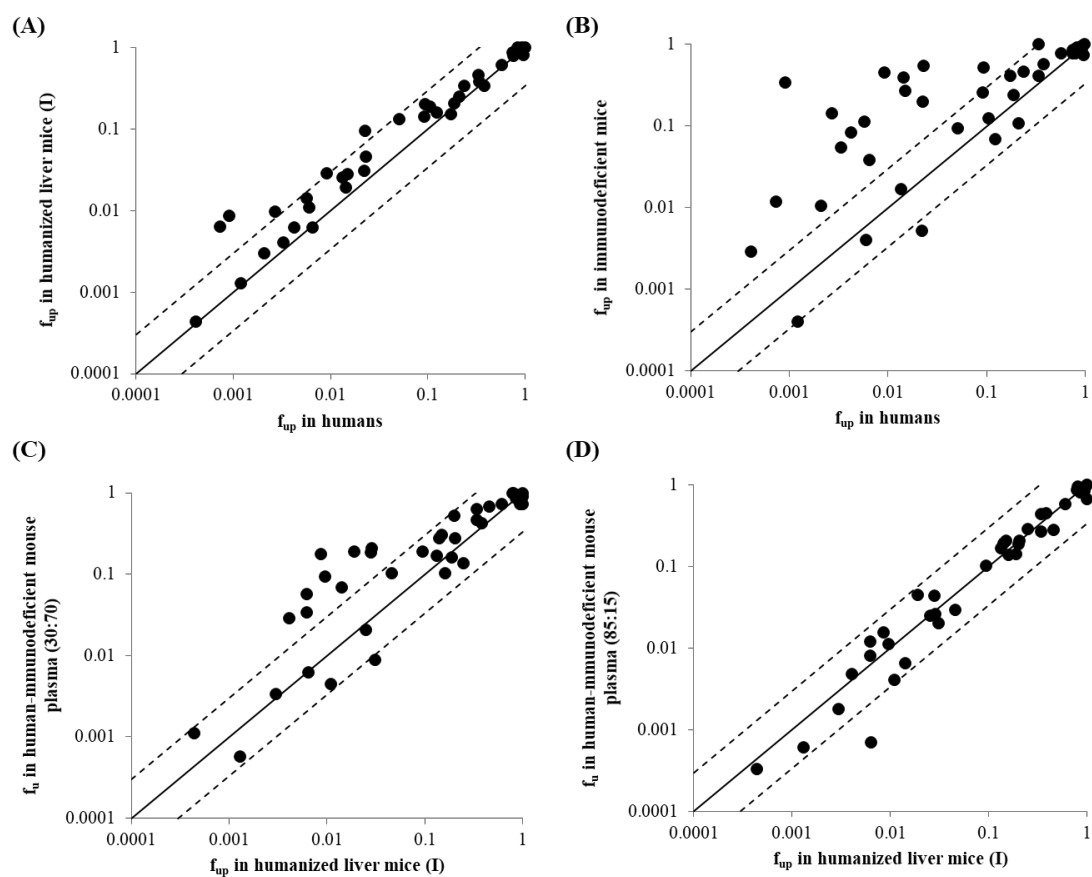 (A)
1
0.1
0.01
0.001
0.0001
0.0001 0.001 0.01 0.1 1
fup in humanized liver mice (I)
fup in humans
(B)
1
0.1
0.01
0.001
0.0001
0.0001 0.001 0.01 0.1 1
fup in immunodeficient mice
fup in humans
(C)
1
0.1
0.01
0.001
0.0001
0.0001 0.001 0.01 0.1 1
fu in human-mmunodeficient mouse
plasma (30:70)
fup in humanized liver mice (I)
(D)
1
0.1
0.01
0.001
0.0001
0.0001 0.001 0.01 0.1 1
fu in human-mmunodeficient mouse
plasma (85:15)
fup in humanized liver mice (I)